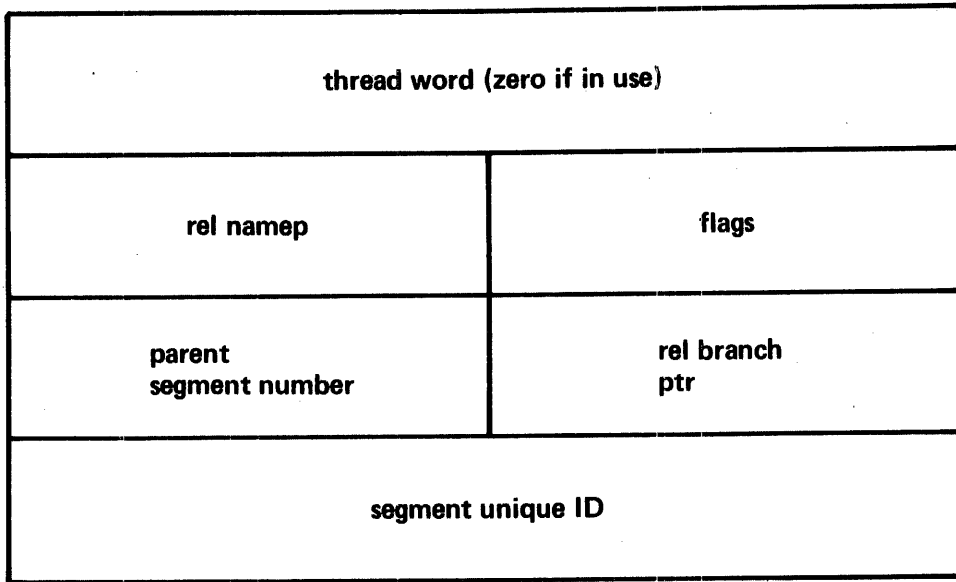 thread word (zero if in use)
rel namep
flags
parent
segment number
rel branch
ptr
segment unique ID